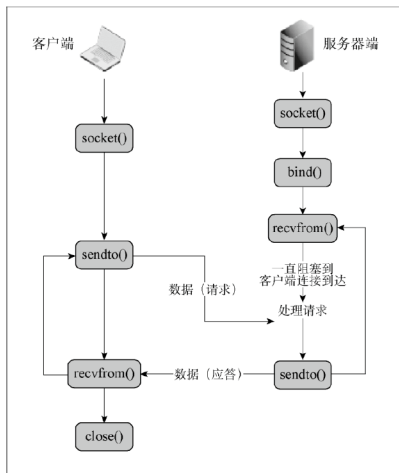 客户端
服务器端
socket()
socket()
bind()
recvfrom()
sendto()
一直阻塞到
客户端连接到达
数据（请求）
处理请求
recvfrom()
数据（应答）
sendto()
close()